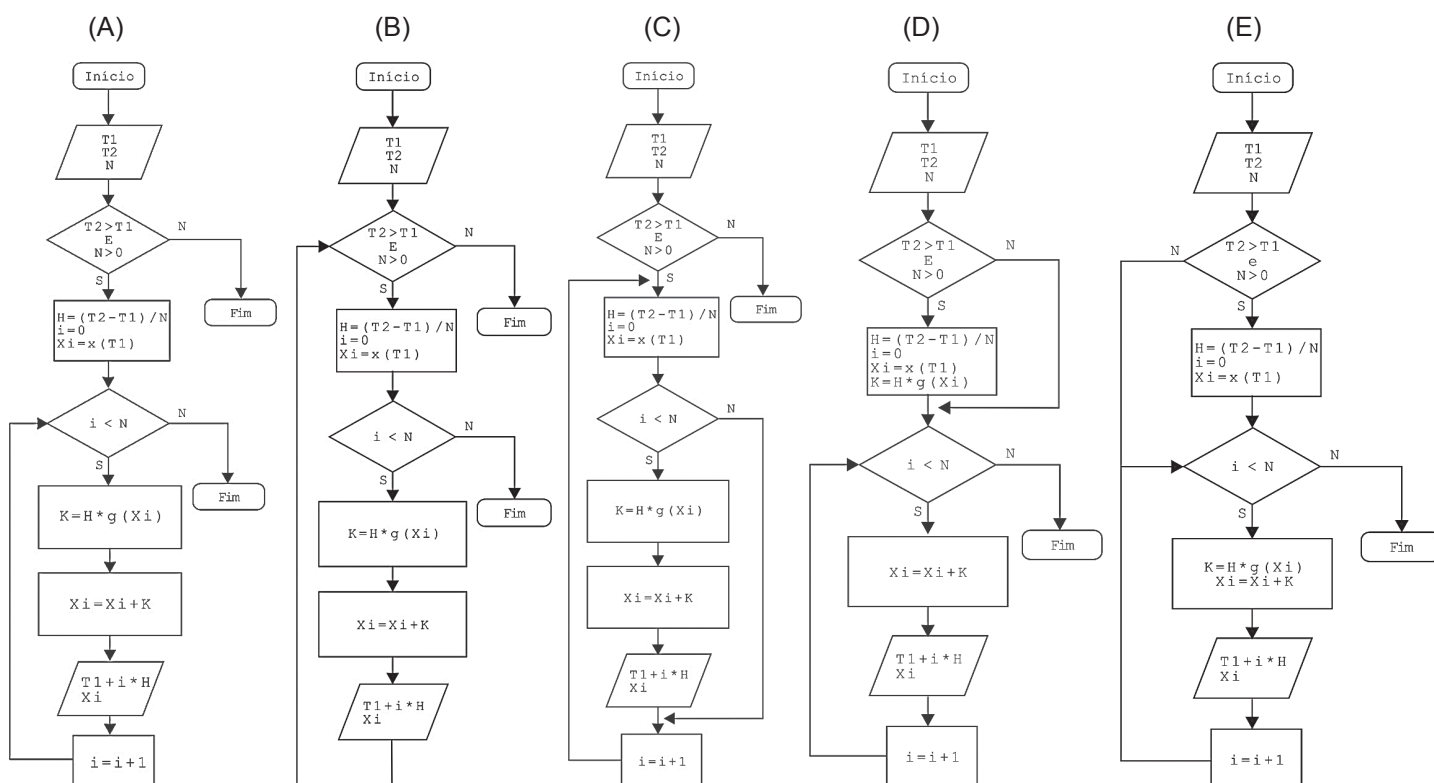 (A)
Início
T1
T2
N
T2>T1
E
N>0
N
S
Fim
H=(T2-T1)/N
i=0
Xi=x(T1)
i < N
N
S
Fim
K=H*g(Xi)
Xi=Xi+K
T1+i*H
Xi
i=i+1
(B)
Início
T1
T2
N
T2>T1
E
N>0
N
S
Fim
H=(T2-T1)/N
i=0
Xi=x(T1)
i < N
N
S
Fim
K=H*g(Xi)
Xi=Xi+K
T1+i*H
Xi
(C)
Início
T1
T2
N
T2>T1
E
N>0
N
S
Fim
H=(T2-T1)/N
i=0
Xi=x(T1)
i < N
N
S
K=H*g(Xi)
Xi=Xi+K
T1+i*H
Xi
i=i+1
(D)
Início
T1
T2
N
T2>T1
E
N>0
N
S
H=(T2-T1)/N
i=0
Xi=x(T1)
K=H*g(Xi)
i < N
N
S
Fim
Xi=Xi+K
T1+i*H
Xi
i=i+1
(E)
Início
T1
T2
N
T2>T1
e
N>0
N
S
H=(T2-T1)/N
i=0
Xi=x(T1)
i < N
N
S
Fim
K=H*g(Xi)
Xi=Xi+K
T1+i*H
Xi
i=i+1